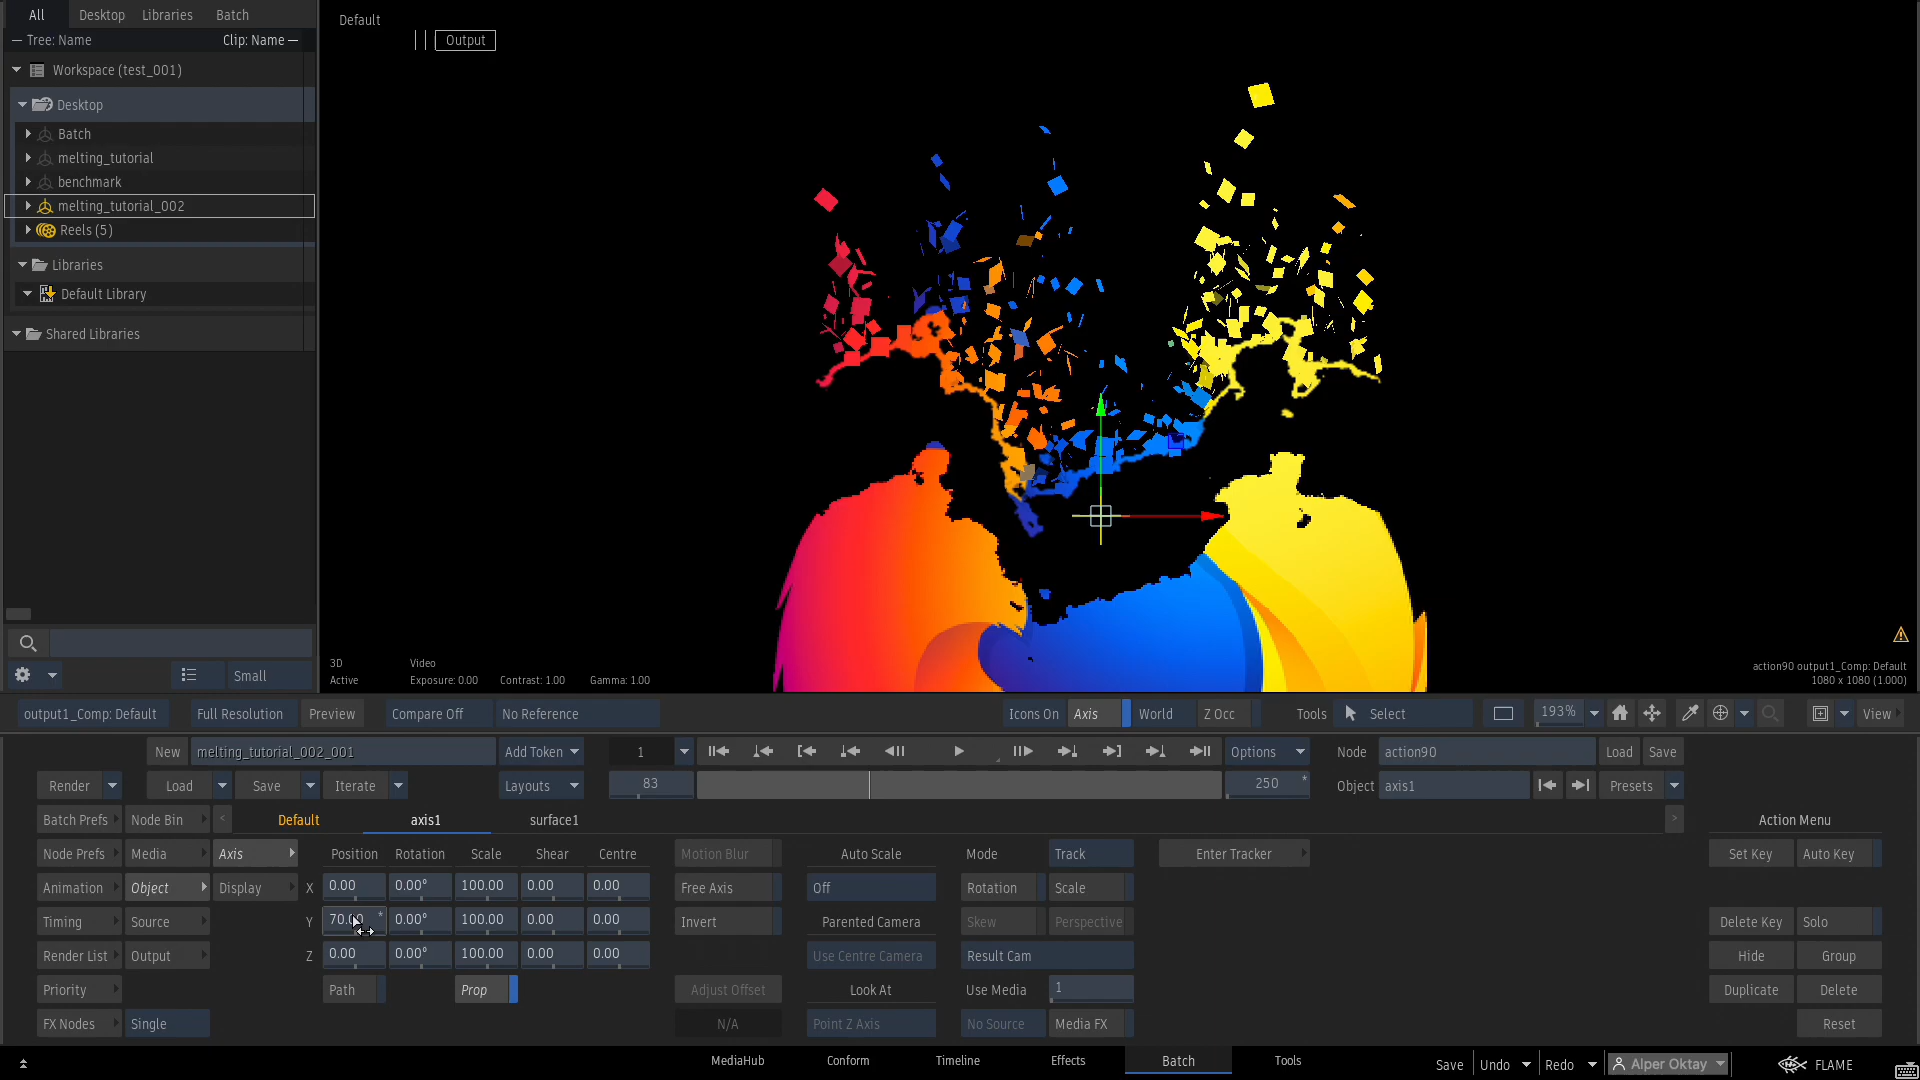 All Desktop Libraries Batch
Tree: Name Clip: Name
Workspace (test_001)
Desktop
Batch
melting_tutorial
benchmark
melting_tutorial_002
Reels (5)
Libraries
Default Library
Shared Libraries
Small
Default
Output
3D Video
Active Exposure: 0.00 Contrast: 1.00 Gamma: 1.00
action90 output1_Comp: Default
1080 x 1080 (1.000)
output1_Comp: Default Full Resolution Preview Compare Off No Reference Icons On Axis World Z Occ Tools Select 193% View
New melting_tutorial_002_001 Add Token 1 Options Node action90 Load Save
Render Load Save Iterate Layouts 83 250 * Object axis1 Presets
Batch Prefs Node Bin < Default axis1 surface1 > Action Menu
Node Prefs Media Axis Position Rotation Scale Shear Centre Motion Blur Auto Scale Mode Track Enter Tracker Set Key Auto Key
Animation Object Display X 0.00 0.00° 100.00 0.00 0.00 Free Axis Off Rotation Scale
Timing Source Y 70.00 * 0.00° 100.00 0.00 0.00 Invert Parented Camera Skew Perspective Delete Key Solo
Render List Output Z 0.00 0.00° 100.00 0.00 0.00 Use Centre Camera Result Cam Hide Group
Priority Path Prop Adjust Offset Look At Use Media 1 Duplicate Delete
FX Nodes Single N/A Point Z Axis No Source Media FX Reset
MediaHub Conform Timeline Effects Batch Tools Save Undo Redo Alper Oktay FLAME